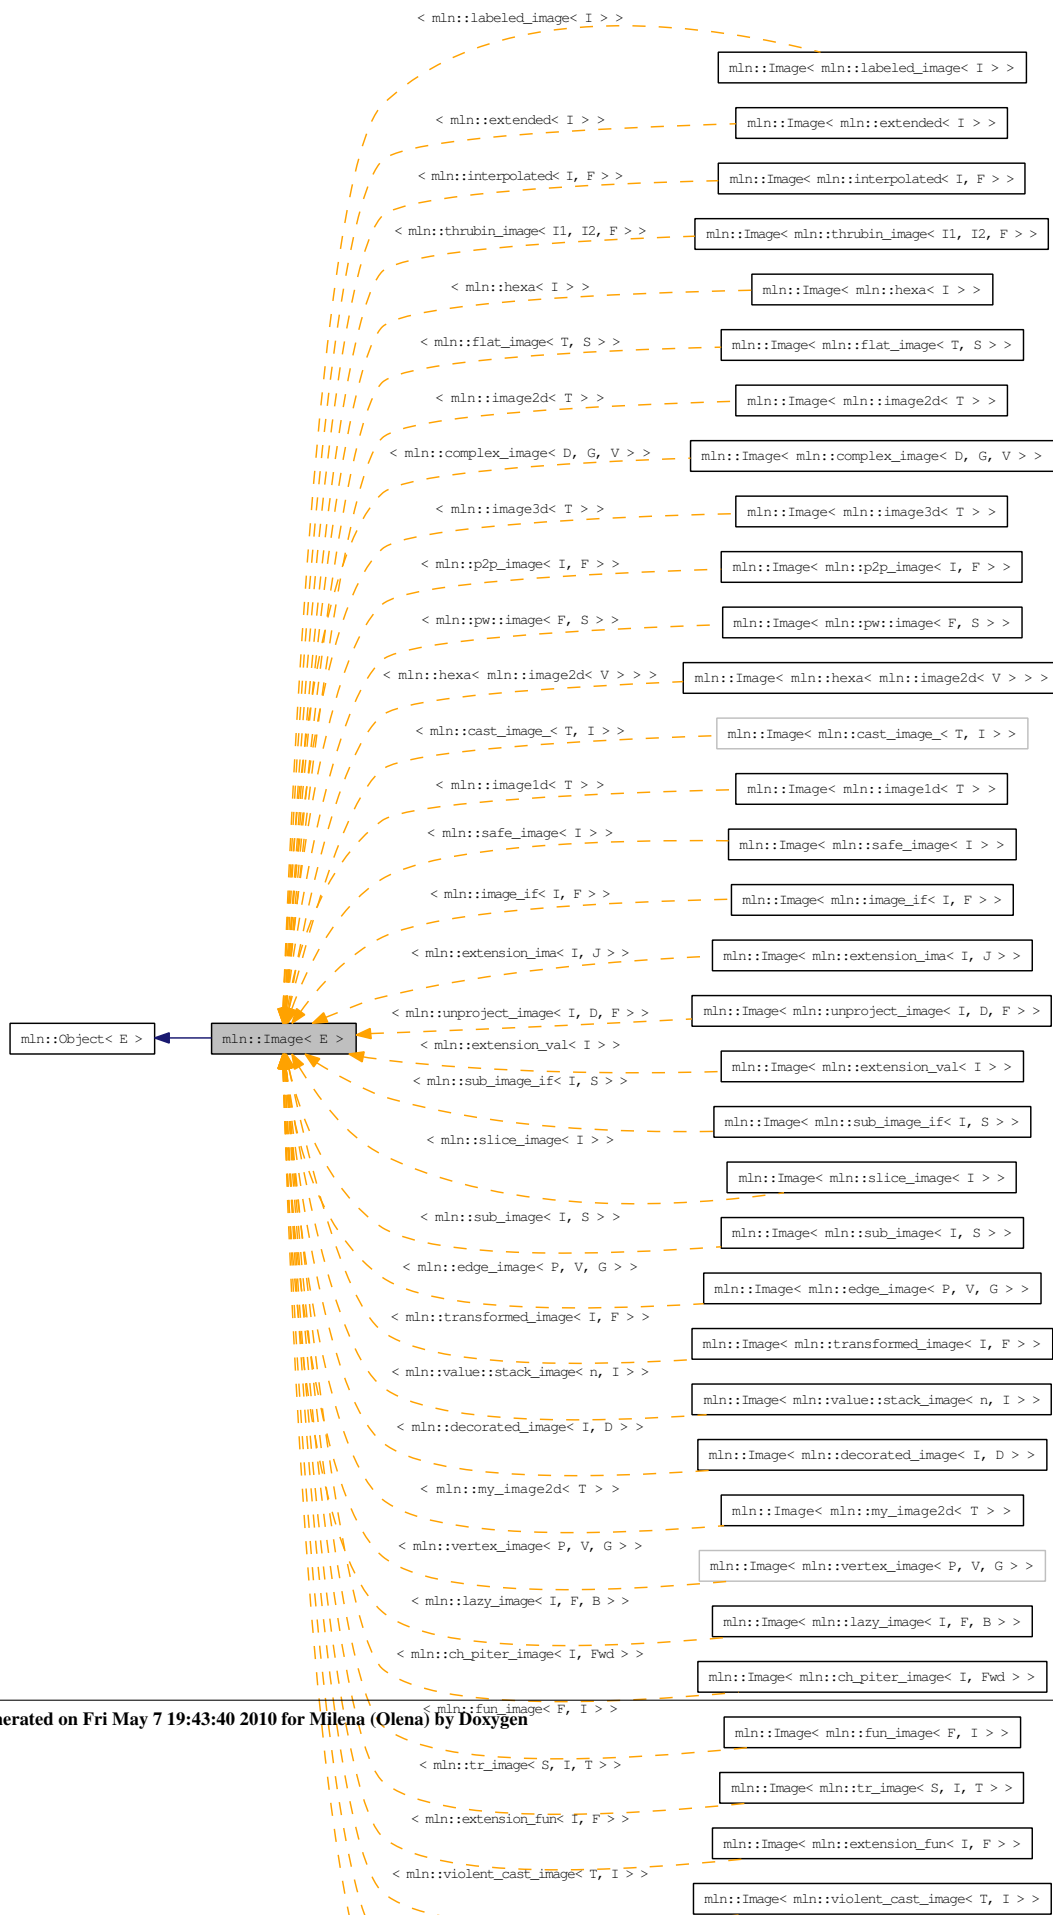 < mln::labeled_image< I > >
mln::Image< mln::labeled_image< I > >
< mln::extended< I > >
mln::Image< mln::extended< I > >
< mln::interpolated< I, F > >
mln::Image< mln::interpolated< I, F > >
< mln::thrubin_image< I1, I2, F > >
mln::Image< mln::thrubin_image< I1, I2, F > >
< mln::hexa< I > >
mln::Image< mln::hexa< I > >
< mln::flat_image< T, S > >
mln::Image< mln::flat_image< T, S > >
< mln::image2d< T > >
mln::Image< mln::image2d< T > >
< mln::complex_image< D, G, V > >
mln::Image< mln::complex_image< D, G, V > >
< mln::image3d< T > >
mln::Image< mln::image3d< T > >
< mln::p2p_image< I, F > >
mln::Image< mln::p2p_image< I, F > >
< mln::pw::image< F, S > >
mln::Image< mln::pw::image< F, S > >
< mln::hexa< mln::image2d< V > > >
mln::Image< mln::hexa< mln::image2d< V > > >
< mln::cast_image_< T, I > >
mln::Image< mln::cast_image_< T, I > >
< mln::image1d< T > >
mln::Image< mln::image1d< T > >
< mln::safe_image< I > >
mln::Image< mln::safe_image< I > >
< mln::image_if< I, F > >
mln::Image< mln::image_if< I, F > >
< mln::extension_ima< I, J > >
mln::Image< mln::extension_ima< I, J > >
< mln::unproject_image< I, D, F > >
mln::Image< mln::unproject_image< I, D, F > >
mln::Object< E >
mln::Image< E >
< mln::extension_val< I > >
mln::Image< mln::extension_val< I > >
< mln::sub_image_if< I, S > >
mln::Image< mln::sub_image_if< I, S > >
< mln::slice_image< I > >
mln::Image< mln::slice_image< I > >
< mln::sub_image< I, S > >
mln::Image< mln::sub_image< I, S > >
< mln::edge_image< P, V, G > >
mln::Image< mln::edge_image< P, V, G > >
< mln::transformed_image< I, F > >
mln::Image< mln::transformed_image< I, F > >
< mln::value::stack_image< n, I > >
mln::Image< mln::value::stack_image< n, I > >
< mln::decorated_image< I, D > >
mln::Image< mln::decorated_image< I, D > >
< mln::my_image2d< T > >
mln::Image< mln::my_image2d< T > >
< mln::vertex_image< P, V, G > >
mln::Image< mln::vertex_image< P, V, G > >
< mln::lazy_image< I, F, B > >
mln::Image< mln::lazy_image< I, F, B > >
< mln::ch_piter_image< I, Fwd > >
mln::Image< mln::ch_piter_image< I, Fwd > >
< mln::fun_image< F, I > >
nerated on Fri May 7 19:43:40 2010 for Milena (Olena) by Doxygen
mln::Image< mln::fun_image< F, I > >
< mln::tr_image< S, I, T > >
mln::Image< mln::tr_image< S, I, T > >
< mln::extension_fun< I, F > >
mln::Image< mln::extension_fun< I, F > >
< mln::violent_cast_image< T, I > >
mln::Image< mln::violent_cast_image< T, I > >